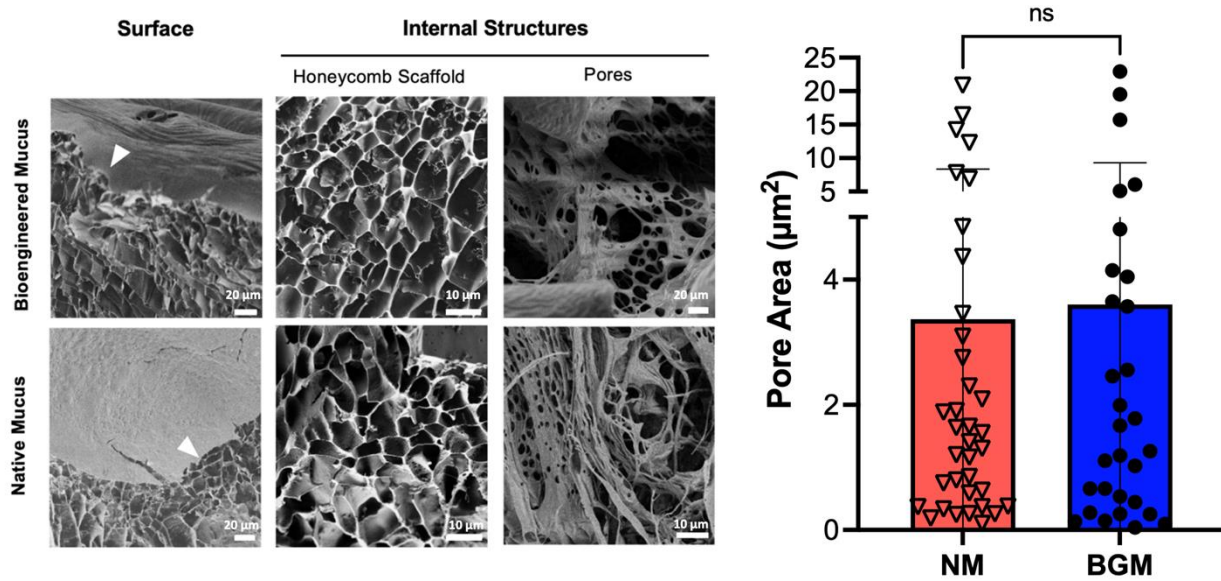 Surface
Internal Structures
Honeycomb Scaffold
Pores
Bioengineered Mucus
20 µm
10 µm
20 µm
Native Mucus
20 µm
10 µm
10 µm
ns
Pore Area (µm²)
25
20
15
10
5
4
2
0
NM
BGM